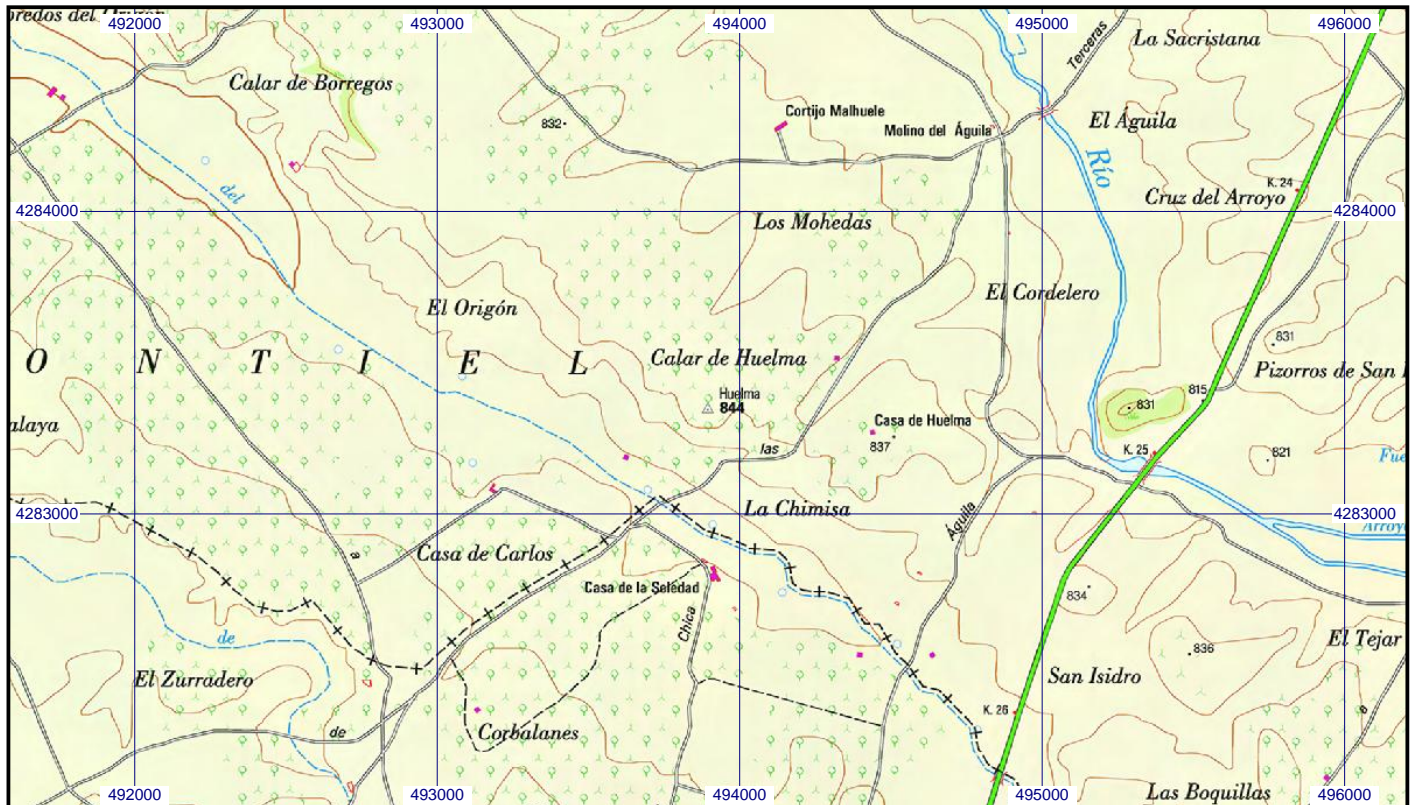 492000
493000
494000
495000
496000
La Sacristana
Terceras
Calar de Borregos
Cortijo Malhuele
832
Molino del Águila
El Águila
Río
K. 24
del
Cruz del Arroyo
4284000
4284000
Los Mohedas
El Origón
El Cordelero
831
O N T I E L
Calar de Huelma
Pizorros de San
Huelma
844
815
831
alaya
Casa de Huelma
837
las
K. 25
821
Fue
4283000
4283000
La Chimisa
Águila
Arroyo
a
Casa de Carlos
Casa de la Soledad
834
Chica
de
El Tejar
836
El Zurradero
San Isidro
K. 26
Corbalanes
de
a
Las Boquillas
492000
493000
494000
495000
496000